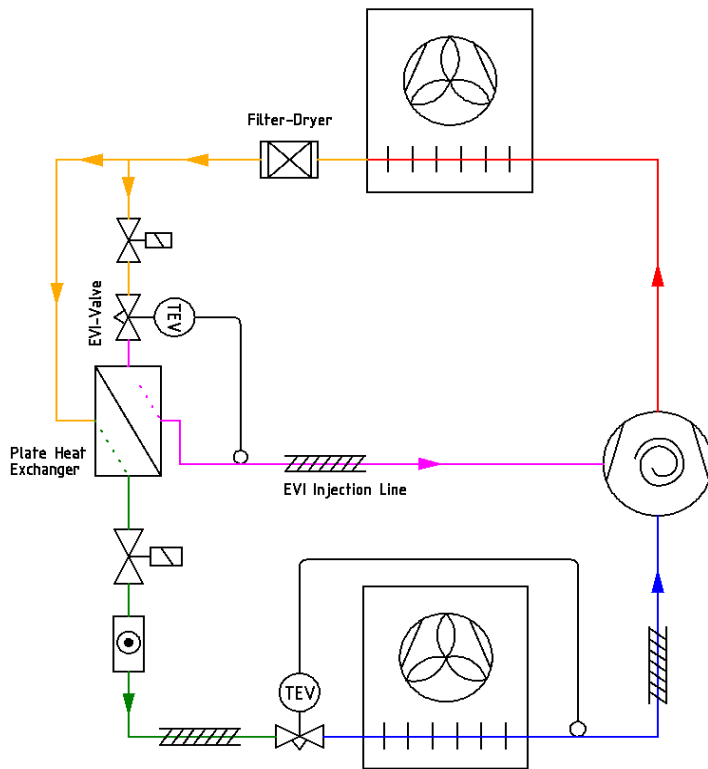 Filter-Dryer
EVI-Valve
TEV
Plate Heat
Exchanger
EVI Injection Line
TEV